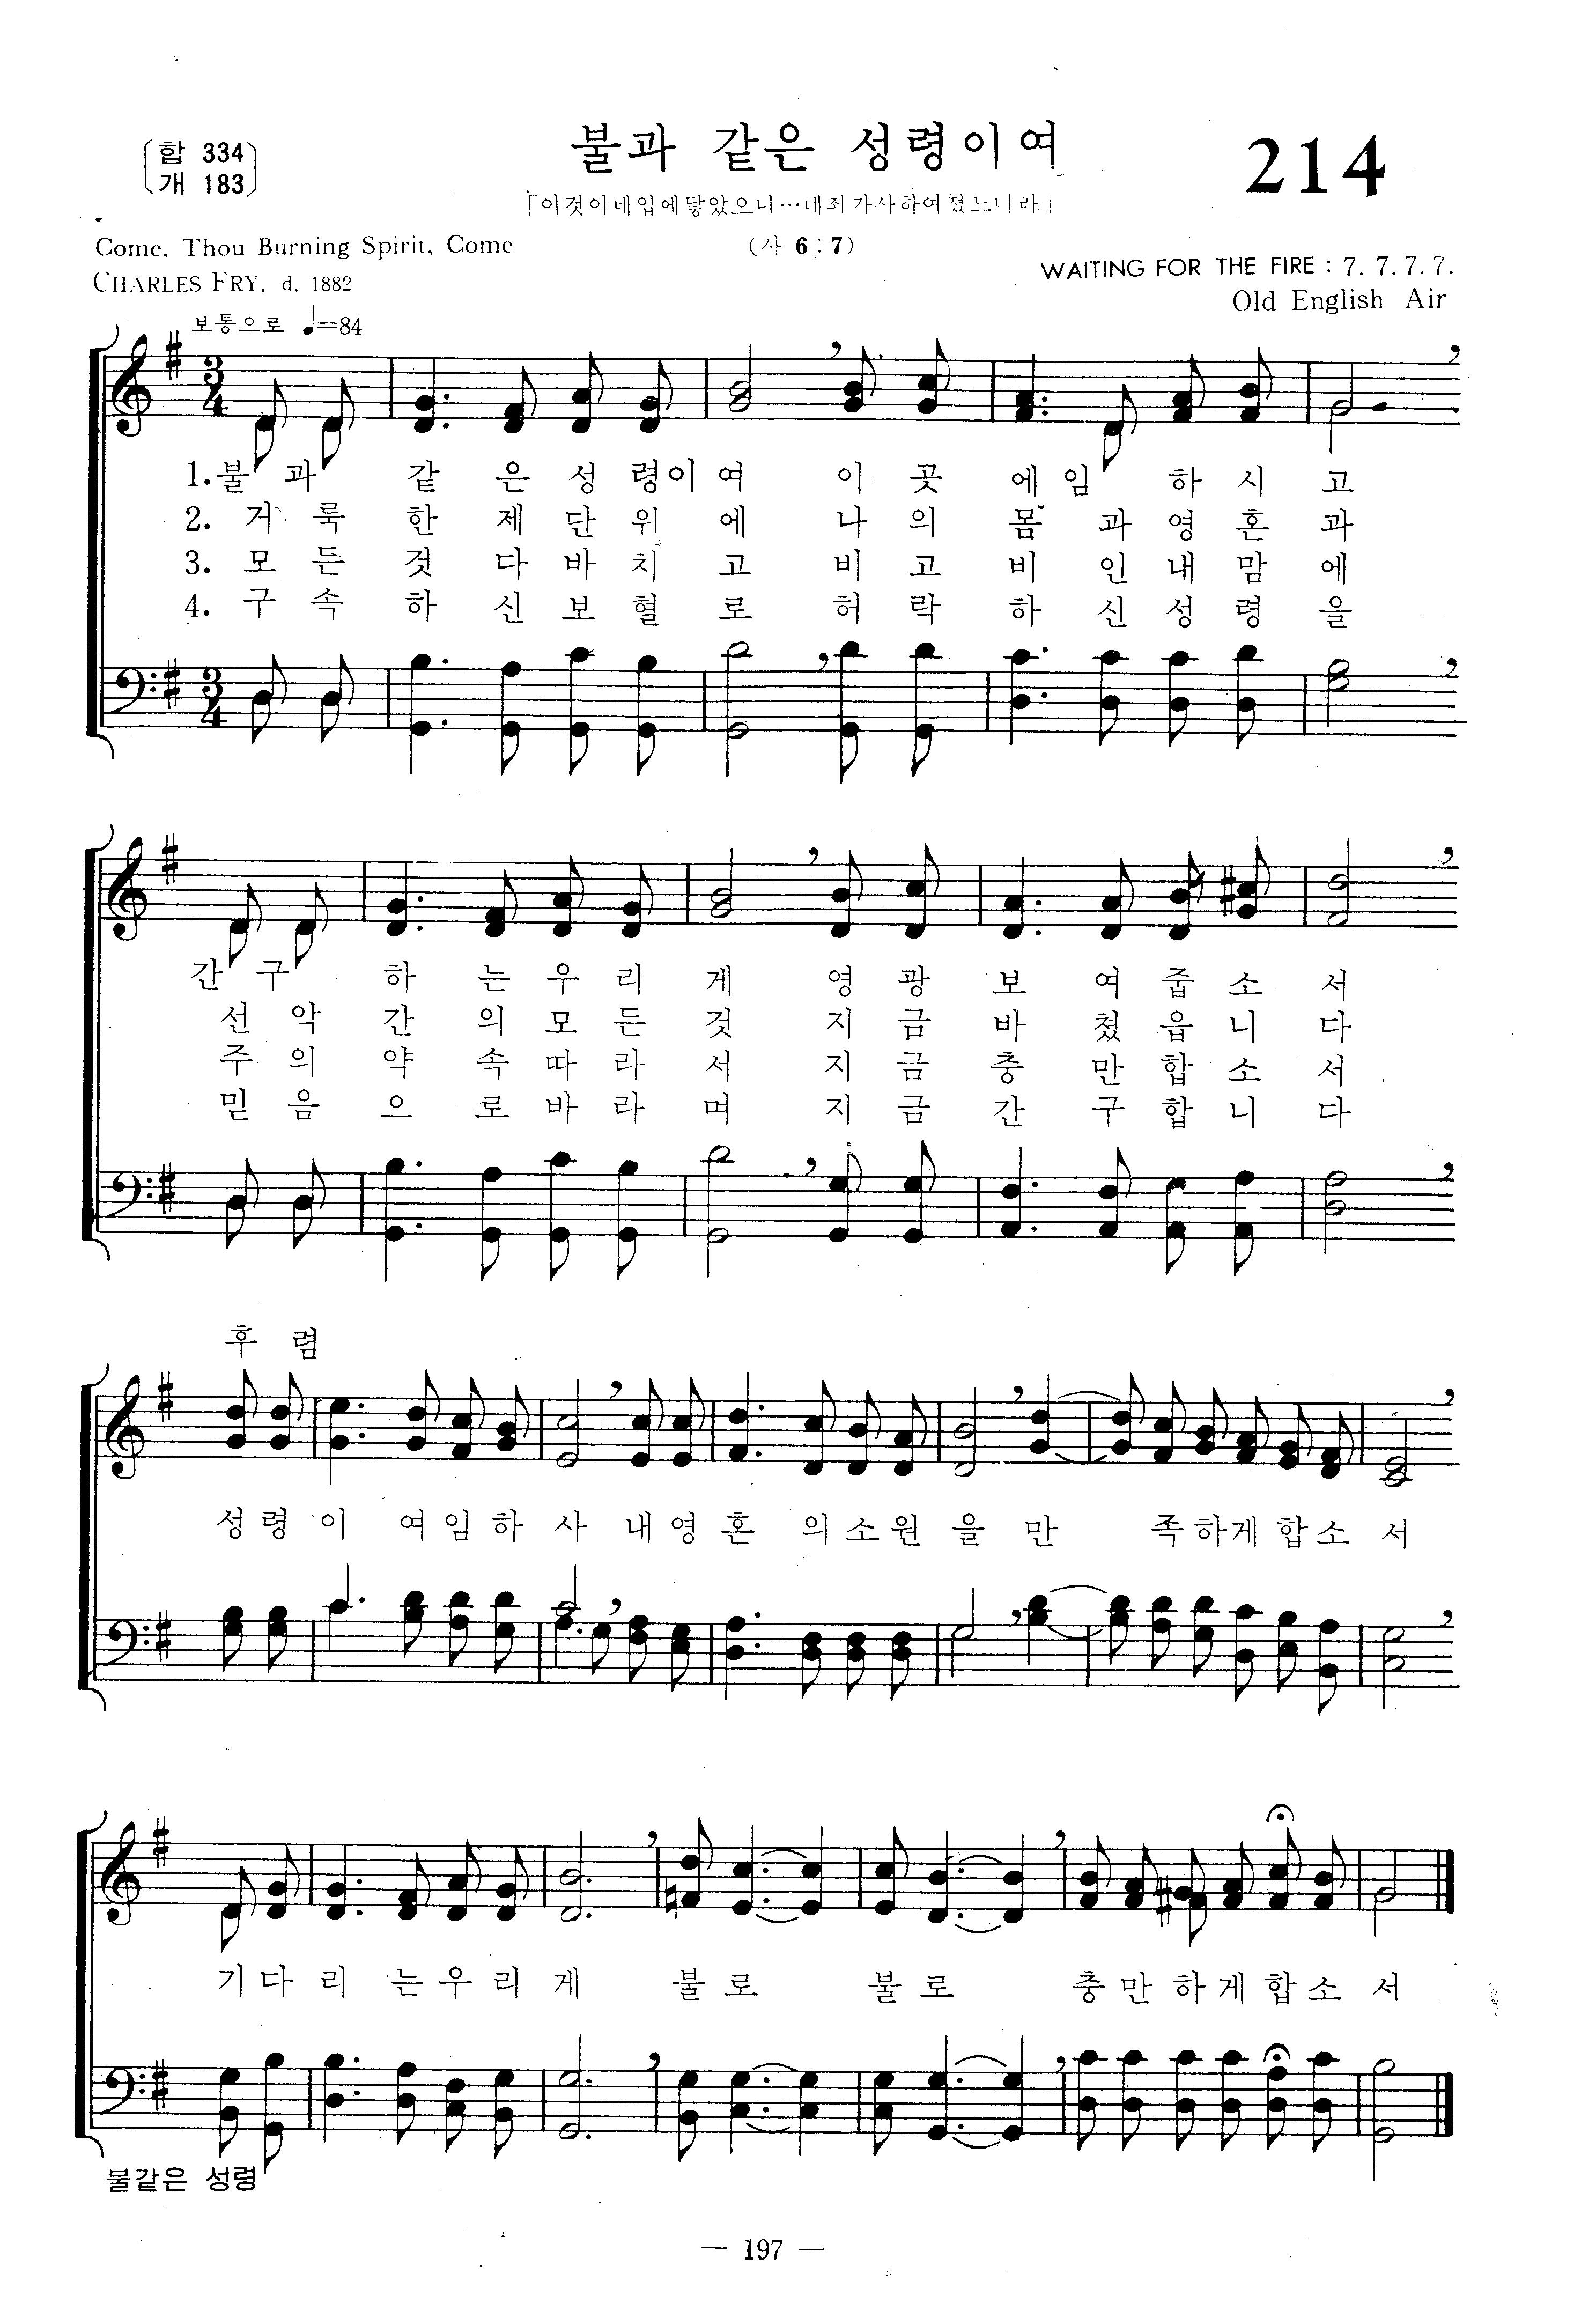 합 334
개 183
불과 같은 성령이여
214
「이것이네입에닿았으니…네죄가사하여졌느니라」
Come, Thou Burning Spirit, Come
(사 6 : 7)
CHARLES FRY, d. 1882
WAITING FOR THE FIRE : 7. 7. 7. 7.
Old English Air
보통으로 ♩=84
1. 불 과 같 은 성 령이 여 이 곳 에 임 하 시 고
2. 거 룩 한 제 단 위 에 나 의 몸 과 영 혼 과
3. 모 든 것 다 바 치 고 비 고 비 인 내 맘 에
4. 구 속 하 신 보 혈 로 허 락 하 신 성 령 을
간 구 하 는 우 리 게 영 광 보 여 줍 소 서
선 악 간 의 모 든 것 지 금 바 쳤 읍 니 다
주 의 약 속 따 라 서 지 금 충 만 합 소 서
믿 음 으 로 바 라 며 지 금 간 구 합 니 다
후 렴
성 령 이 여 임 하 사 내 영 혼 의 소 원 을 만 족 하 게 합 소 서
기 다 리 는 우 리 게 불 로 불 로 충 만 하 게 합 소 서
불같은 성령
— 197 —